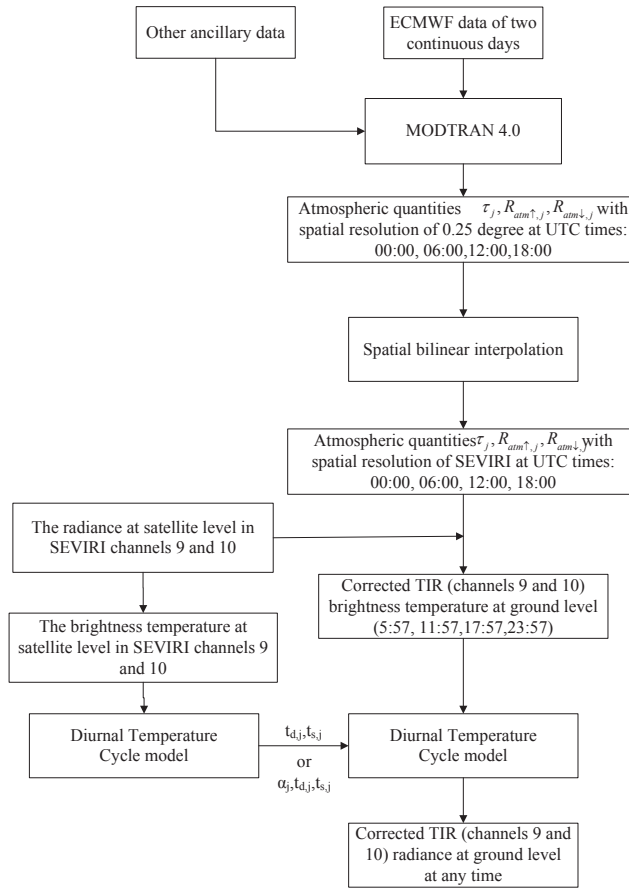 Other ancillary data
ECMWF data of two
continuous days
MODTRAN 4.0
Atmospheric quantities τj, Ratm↑,j, Ratm↓,j with
spatial resolution of 0.25 degree at UTC times:
00:00, 06:00,12:00,18:00
Spatial bilinear interpolation
Atmospheric quantitiesτj, Ratm↑,j, Ratm↓,j with
spatial resolution of SEVIRI at UTC times:
00:00, 06:00, 12:00, 18:00
The radiance at satellite level in
SEVIRI channels 9 and 10
Corrected TIR (channels 9 and 10)
brightness temperature at ground level
(5:57, 11:57,17:57,23:57)
The brightness temperature at
satellite level in SEVIRI channels 9
and 10
Diurnal Temperature
Cycle model
td,j,ts,j
or
αj,td,j,ts,j
Diurnal Temperature
Cycle model
Corrected TIR (channels 9 and
10) radiance at ground level
at any time